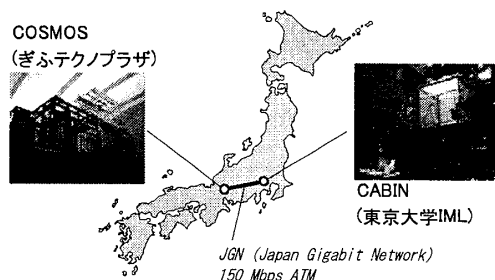 COSMOS
(ぎふテクノプラザ)
CABIN
(東京大学IML)
JGN (Japan Gigabit Network)
150 Mbps ATM